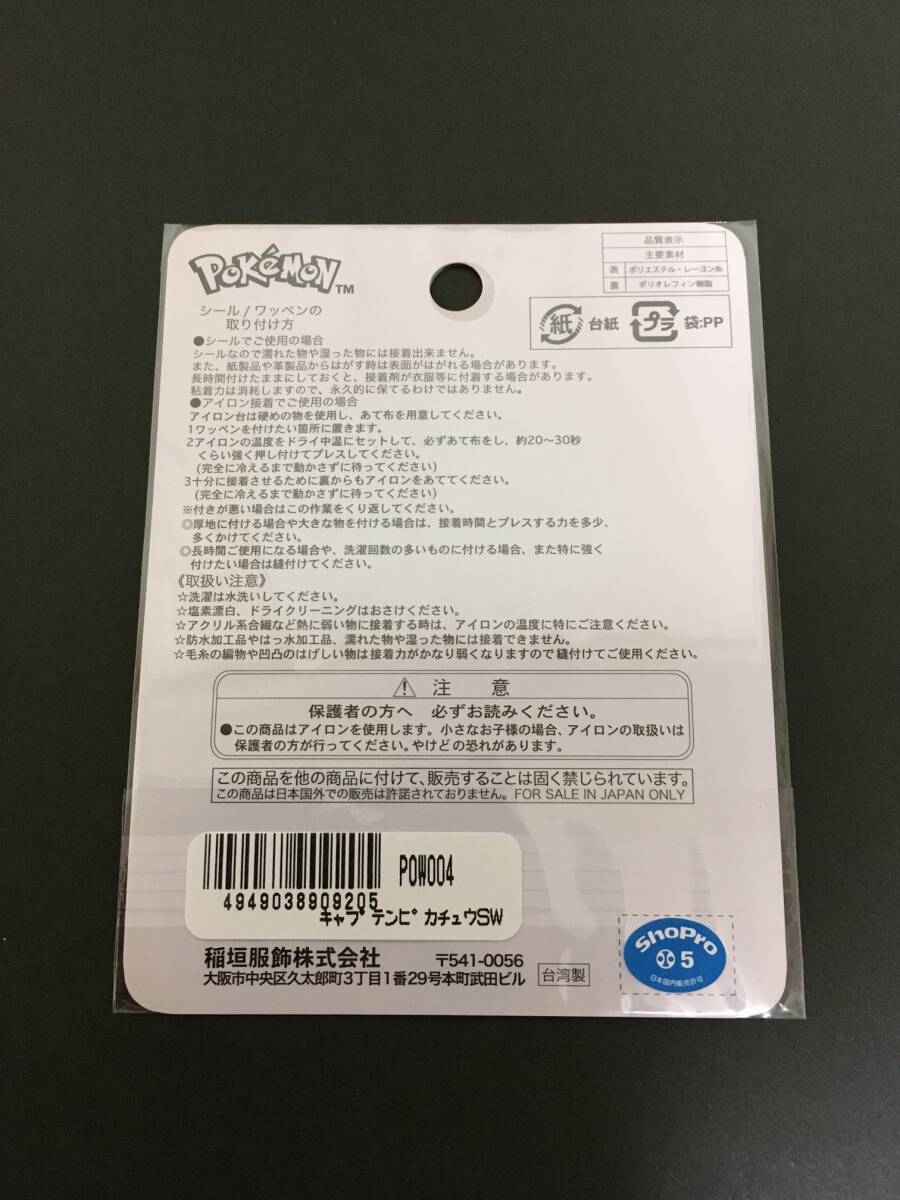 POKéMON™
シール/ワッペンの
取り付け方
品質表示
主要素材
表 ポリエステル・レーヨン糸
裏 ポリオレフィン樹脂
紙 台紙 プラ 袋:PP
●シールでご使用の場合
シールなので濡れた物や湿った物には接着出来ません。
また、紙製品や革製品からはがす時は表面がはがれる場合があります。
長時間付けたままにしておくと、接着剤が衣服等に付着する場合があります。
粘着力は消耗しますので、永久的に保てるわけではありません。
●アイロン接着でご使用の場合
アイロン台は硬めの物を使用し、あて布を用意してください。
1ワッペンを付けたい箇所に置きます。
2アイロンの温度をドライ中温にセットして、必ずあて布をし、約20〜30秒
くらい強く押し付けてプレスしてください。
(完全に冷えるまで動かさずに待ってください)
3十分に接着させるために裏からもアイロンをあててください。
(完全に冷えるまで動かさずに待ってください)
※付きが悪い場合はこの作業をくり返してください。
◎厚地に付ける場合や大きな物を付ける場合は、接着時間とプレスする力を多少、
多くかけてください。
◎長時間ご使用になる場合や、洗濯回数の多いものに付ける場合、また特に強く
付けたい場合は縫付けてください。
《取扱い注意》
☆洗濯は水洗いしてください。
☆塩素漂白、ドライクリーニングはおさけください。
☆アクリル系合繊など熱に弱い物に接着する時は、アイロンの温度に特にご注意ください。
☆防水加工品やはっ水加工品、濡れた物や湿った物には接着できません。
☆毛糸の編物や凹凸のはげしい物は接着力がかなり弱くなりますので縫付けてご使用ください。
⚠ 注 意
保護者の方へ 必ずお読みください。
●この商品はアイロンを使用します。小さなお子様の場合、アイロンの取扱いは
保護者の方が行ってください。やけどの恐れがあります。
この商品を他の商品に付けて、販売することは固く禁じられています。
この商品は日本国外での販売は許諾されておりません。FOR SALE IN JAPAN ONLY
POW004
4949038909205
キャプテンピカチュウSW
稲垣服飾株式会社 〒541-0056
大阪市中央区久太郎町3丁目1番29号本町武田ビル 台湾製
ShoPro
5
日本国内販売許可